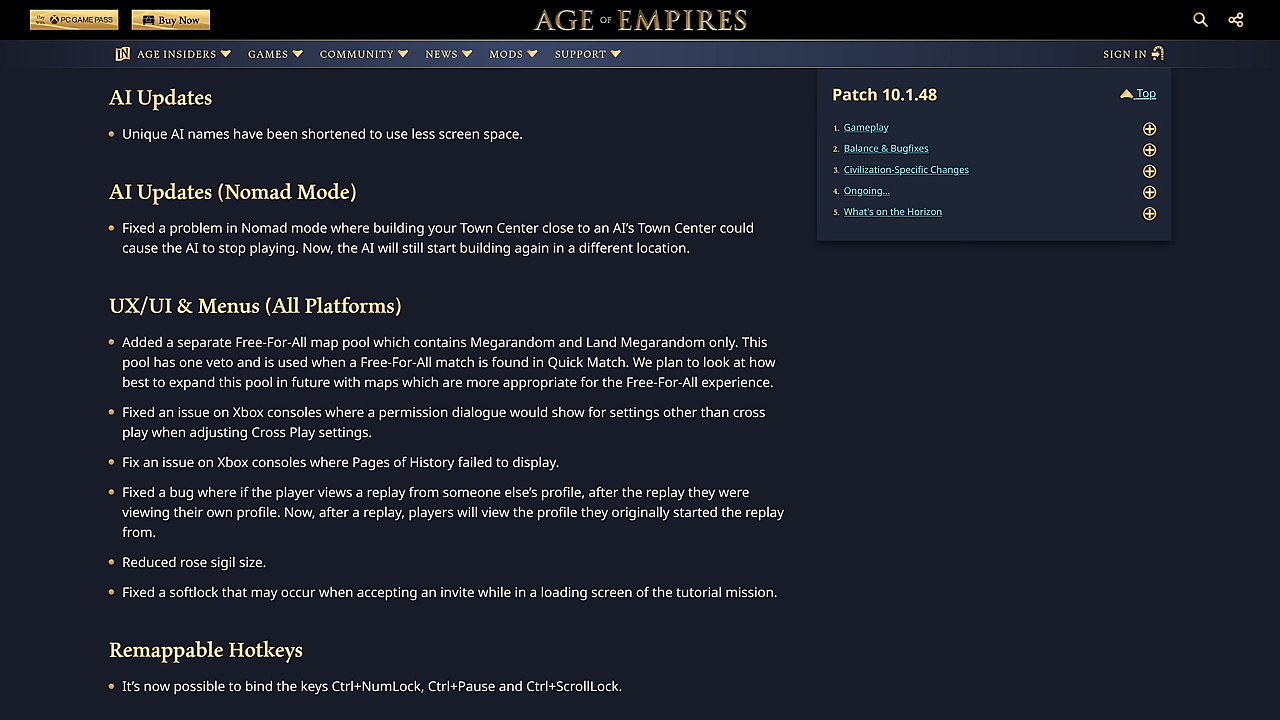 PLAY WITH PC GAME PASS
Buy Now
AGE OF EMPIRES
AGE INSIDERS
GAMES
COMMUNITY
NEWS
MODS
SUPPORT
SIGN IN
AI Updates
Unique AI names have been shortened to use less screen space.
AI Updates (Nomad Mode)
Fixed a problem in Nomad mode where building your Town Center close to an AI’s Town Center could
cause the AI to stop playing. Now, the AI will still start building again in a different location.
UX/UI & Menus (All Platforms)
Added a separate Free-For-All map pool which contains Megarandom and Land Megarandom only. This
pool has one veto and is used when a Free-For-All match is found in Quick Match. We plan to look at how
best to expand this pool in future with maps which are more appropriate for the Free-For-All experience.
Fixed an issue on Xbox consoles where a permission dialogue would show for settings other than cross
play when adjusting Cross Play settings.
Fix an issue on Xbox consoles where Pages of History failed to display.
Fixed a bug where if the player views a replay from someone else’s profile, after the replay they were
viewing their own profile. Now, after a replay, players will view the profile they originally started the replay
from.
Reduced rose sigil size.
Fixed a softlock that may occur when accepting an invite while in a loading screen of the tutorial mission.
Remappable Hotkeys
It’s now possible to bind the keys Ctrl+NumLock, Ctrl+Pause and Ctrl+ScrollLock.
Patch 10.1.48
Top
1. Gameplay
2. Balance & Bugfixes
3. Civilization-Specific Changes
4. Ongoing...
5. What's on the Horizon